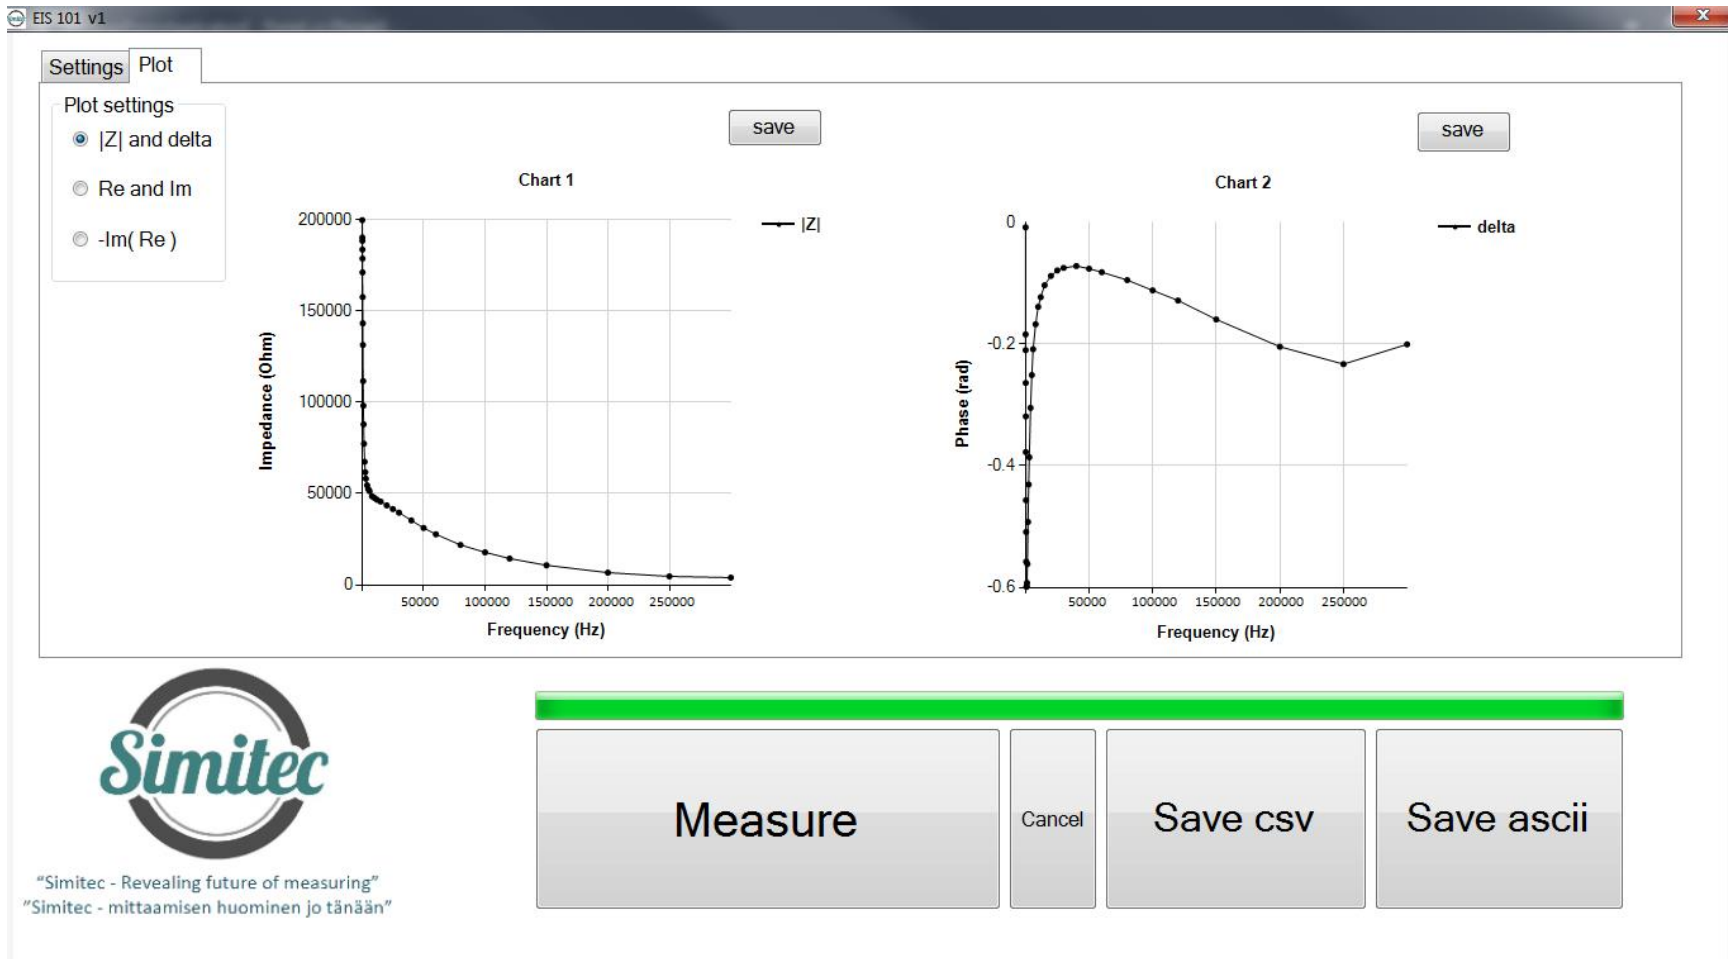 EIS 101 v1
x
Settings Plot
Plot settings
|Z| and delta
Re and Im
-Im( Re )
save
Chart 1
|Z|
Impedance (Ohm)
200000
150000
100000
50000
0
50000 100000 150000 200000 250000
Frequency (Hz)
save
Chart 2
delta
Phase (rad)
0
-0.2
-0.4
-0.6
50000 100000 150000 200000 250000
Frequency (Hz)
Simitec
“Simitec - Revealing future of measuring”
”Simitec - mittaamisen huominen jo tänään”
Measure
Cancel
Save csv
Save ascii